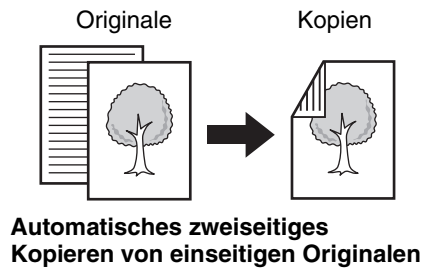 Originale Kopien
Automatisches zweiseitiges
Kopieren von einseitigen Originalen